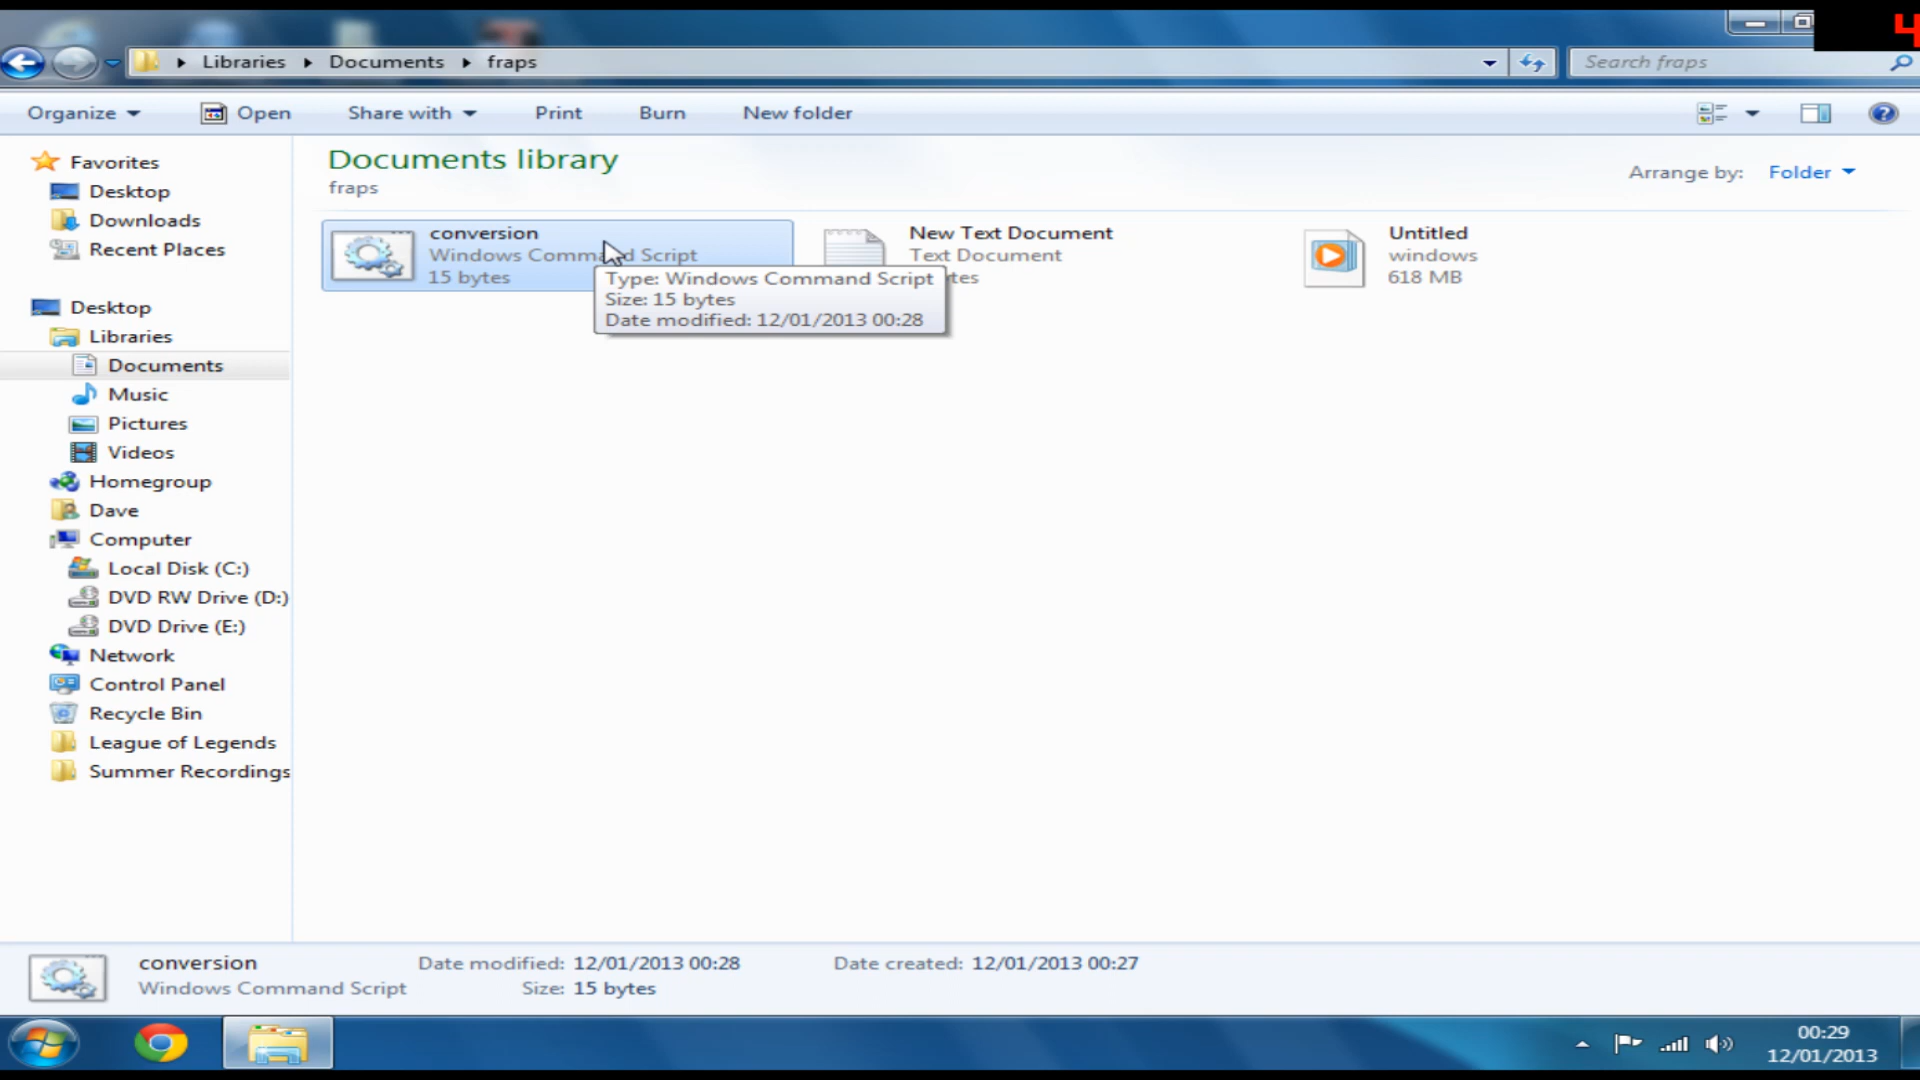 4
Libraries Documents fraps
Search fraps
Organize Open Share with Print Burn New folder
Documents library
fraps
Arrange by: Folder
Favorites
Desktop
Downloads
Recent Places
Desktop
Libraries
Documents
Music
Pictures
Videos
Homegroup
Dave
Computer
Local Disk (C:)
DVD RW Drive (D:)
DVD Drive (E:)
Network
Control Panel
Recycle Bin
League of Legends
Summer Recordings
conversion
Windows Command Script
15 bytes
Type: Windows Command Script
Size: 15 bytes
Date modified: 12/01/2013 00:28
New Text Document
Text Document
Untitled
windows
618 MB
conversion Date modified: 12/01/2013 00:28 Date created: 12/01/2013 00:27
Windows Command Script Size: 15 bytes
00:29
12/01/2013